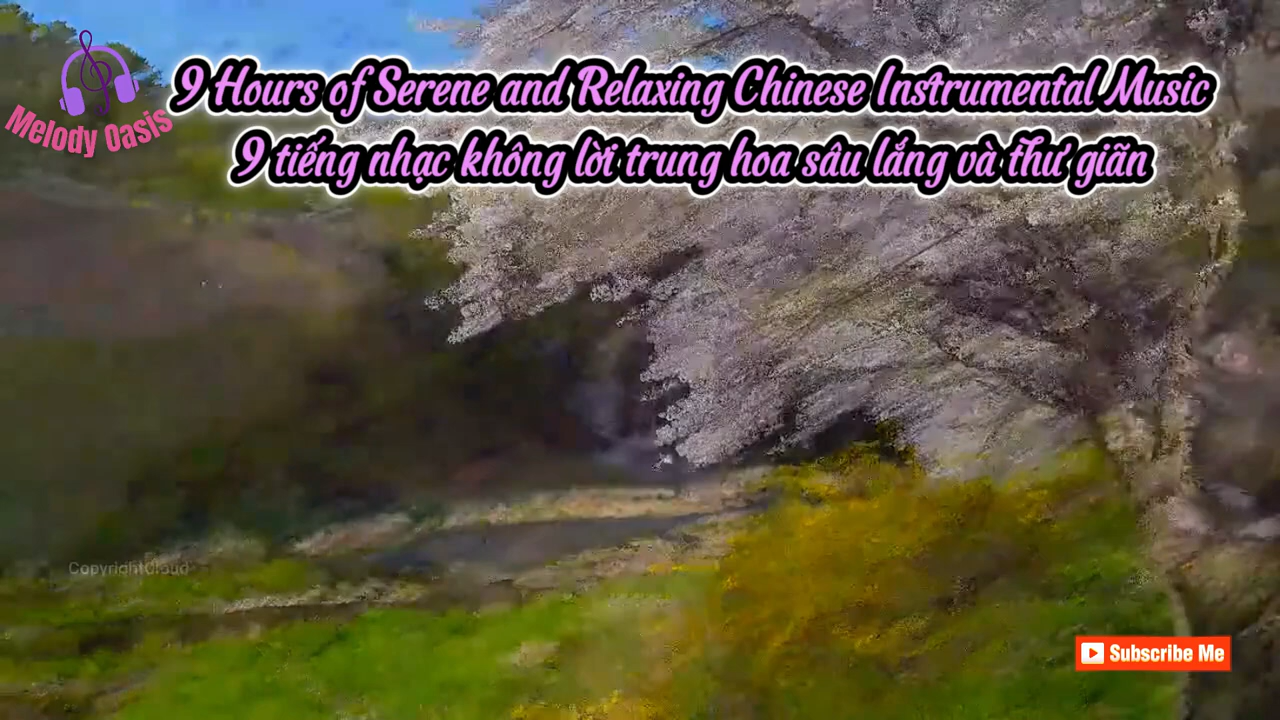 9 Hours of Serene and Relaxing Chinese Instrumental Music
9 tiếng nhạc không lời trung hoa sâu lắng và thư giãn
Melody Oasis
CopyrightCloud
Subscribe Me